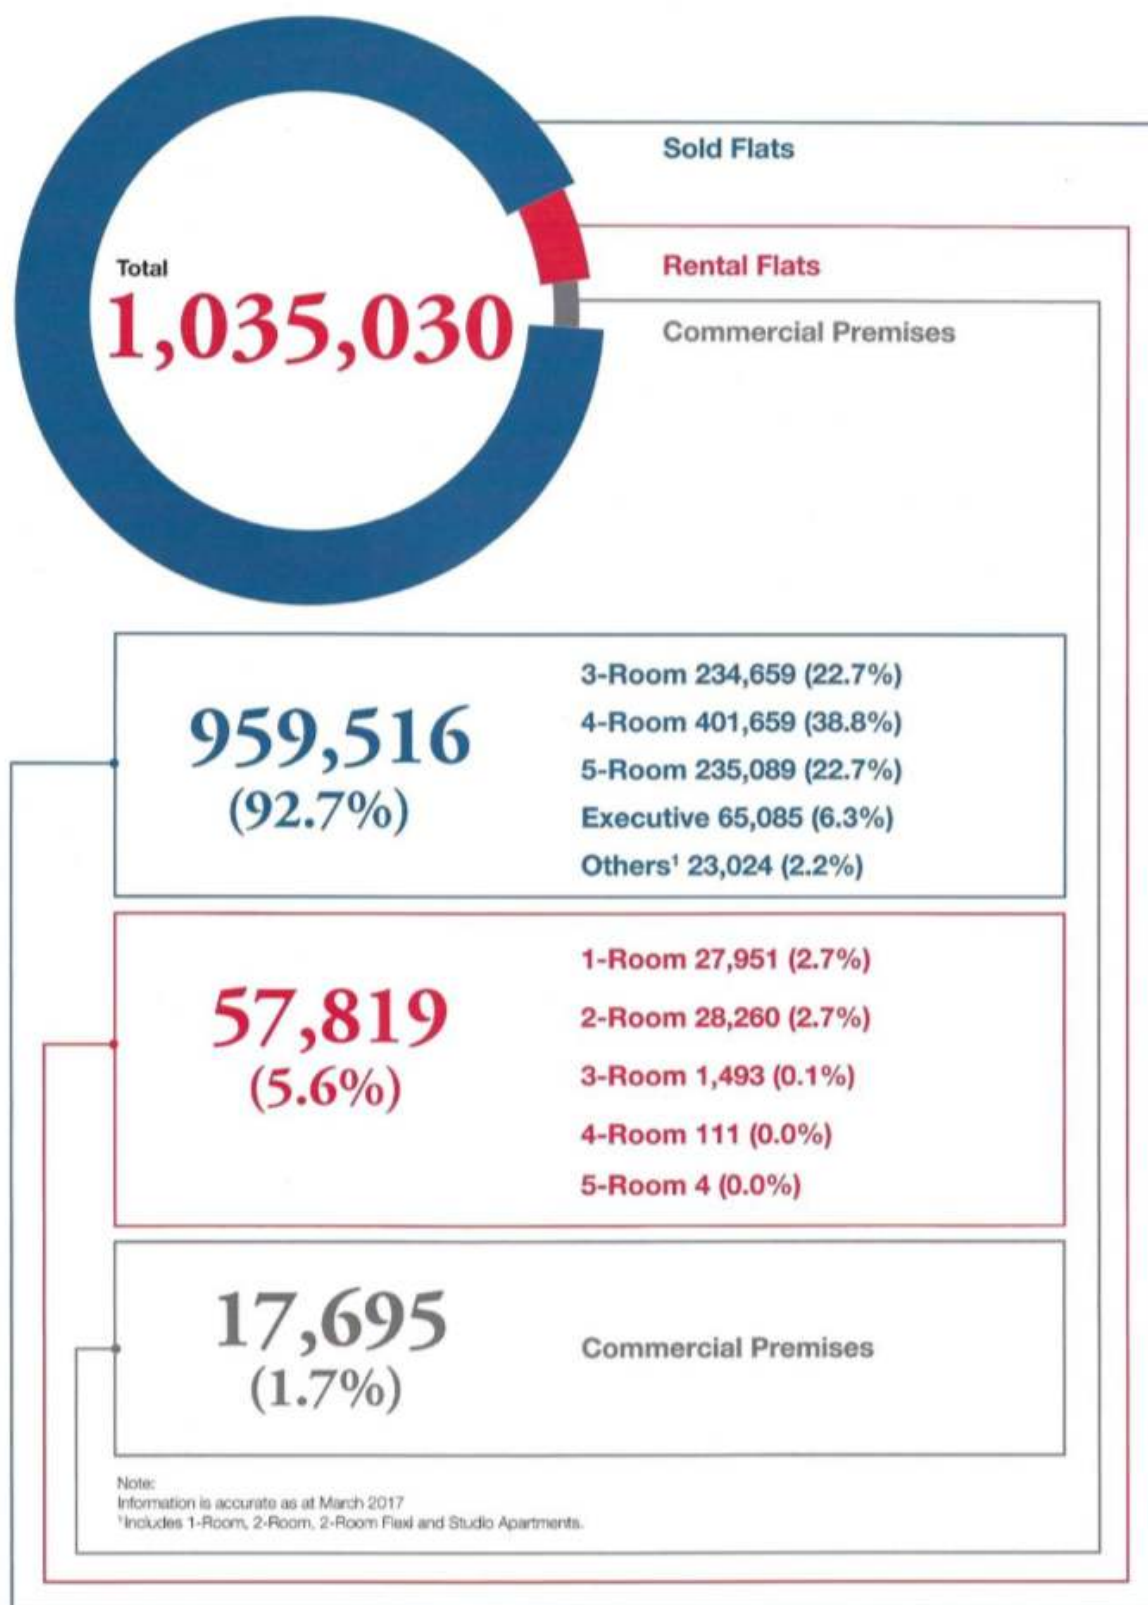 Sold Flats
Rental Flats
Commercial Premises
Total
1,035,030
959,516
(92.7%)
3-Room 234,659 (22.7%)
4-Room 401,659 (38.8%)
5-Room 235,089 (22.7%)
Executive 65,085 (6.3%)
Others¹ 23,024 (2.2%)
57,819
(5.6%)
1-Room 27,951 (2.7%)
2-Room 28,260 (2.7%)
3-Room 1,493 (0.1%)
4-Room 111 (0.0%)
5-Room 4 (0.0%)
17,695
(1.7%)
Commercial Premises
Note:
Information is accurate as at March 2017
¹Includes 1-Room, 2-Room, 2-Room Flexi and Studio Apartments.